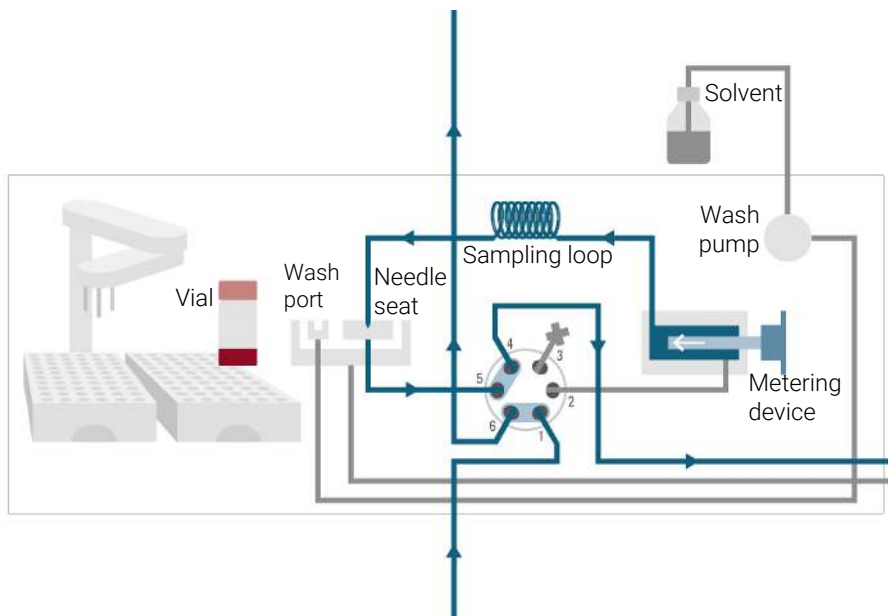 Solvent
Wash
pump
Sampling loop
Wash
port
Needle
seat
Vial
4
3
5
2
6
1
Metering
device